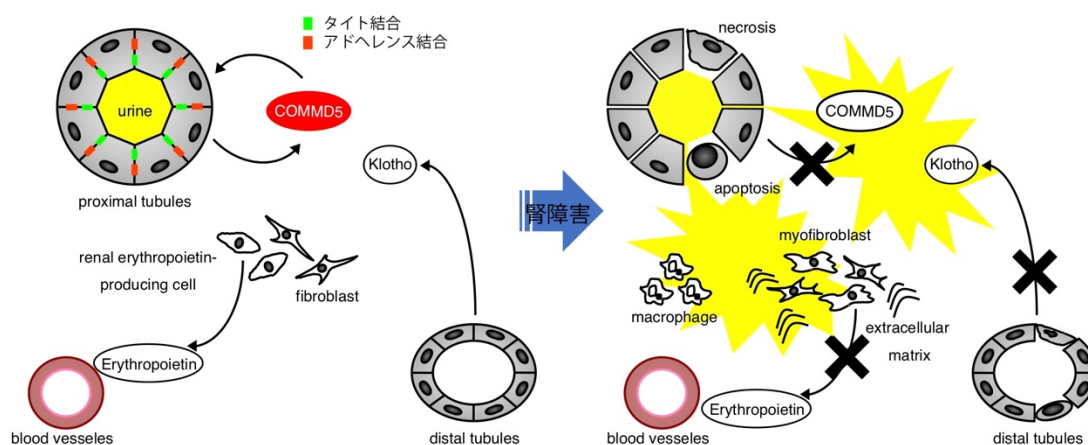 タイト結合
アドヘレンス結合
urine
COMMD5
proximal tubules
Klotho
renal erythropoietin-
producing cell
fibroblast
Erythropoietin
blood vesseles
distal tubules
腎障害
necrosis
COMMD5
Klotho
apoptosis
myofibroblast
macrophage
extracellular
matrix
Erythropoietin
blood vesseles
distal tubules